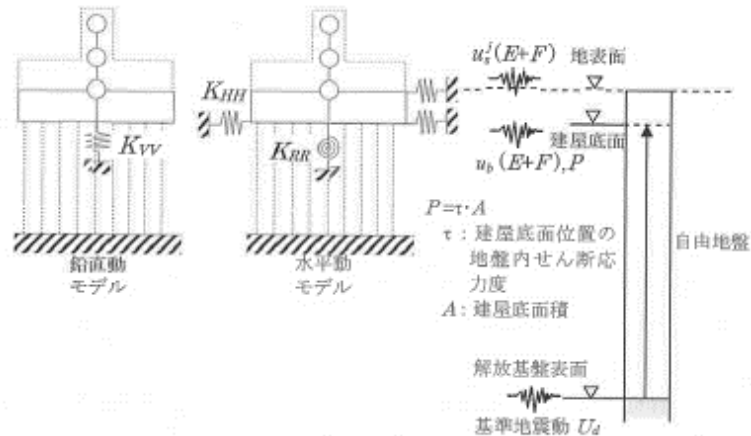 K_HH
K_VV
K_RR
鉛直動
モデル
水平動
モデル
u_s^j (E+F) 地表面
建屋底面
u_b (E+F), P
P=τ·A
τ：建屋底面位置の
地盤内せん断応
力度
A：建屋底面積
自由地盤
解放基盤表面
基準地震動 U_d